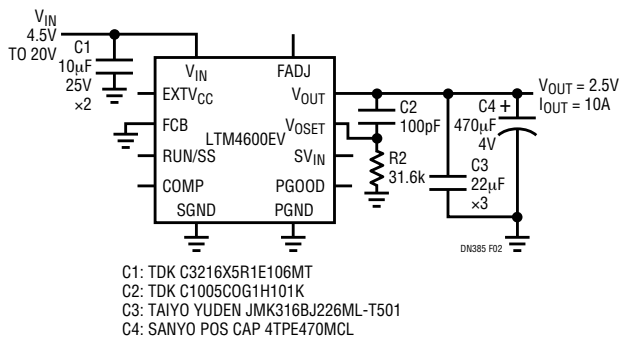 VIN
4.5V
TO 20V
C1
10µF
25V
×2
VIN
FADJ
EXTVCC
VOUT
FCB
VOSET
LTM4600EV
RUN/SS
SVIN
COMP
PGOOD
SGND
PGND
C2
100pF
R2
31.6k
C4 +
470µF
4V
C3
22µF
×3
VOUT = 2.5V
IOUT = 10A
DN385 F02
C1: TDK C3216X5R1E106MT
C2: TDK C1005COG1H101K
C3: TAIYO YUDEN JMK316BJ226ML-T501
C4: SANYO POS CAP 4TPE470MCL